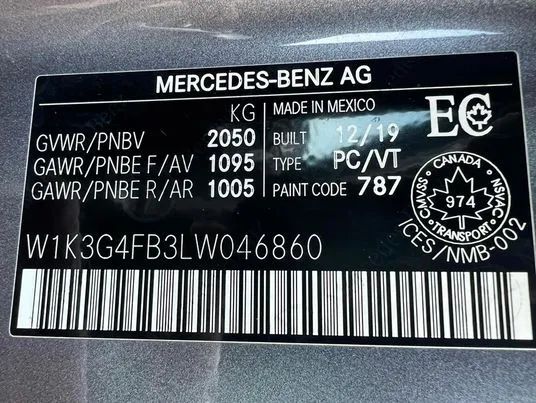 MERCEDES-BENZ AG
KG
GVWR/PNBV 2050
GAWR/PNBE F/AV 1095
GAWR/PNBE R/AR 1005
MADE IN MEXICO
BUILT 12/19
TYPE PC/VT
PAINT CODE 787
EC
CANADA
CMVSS
NSVAC
974
TRANSPORT
ICES/NMB-002
W1K3G4FB3LW046860